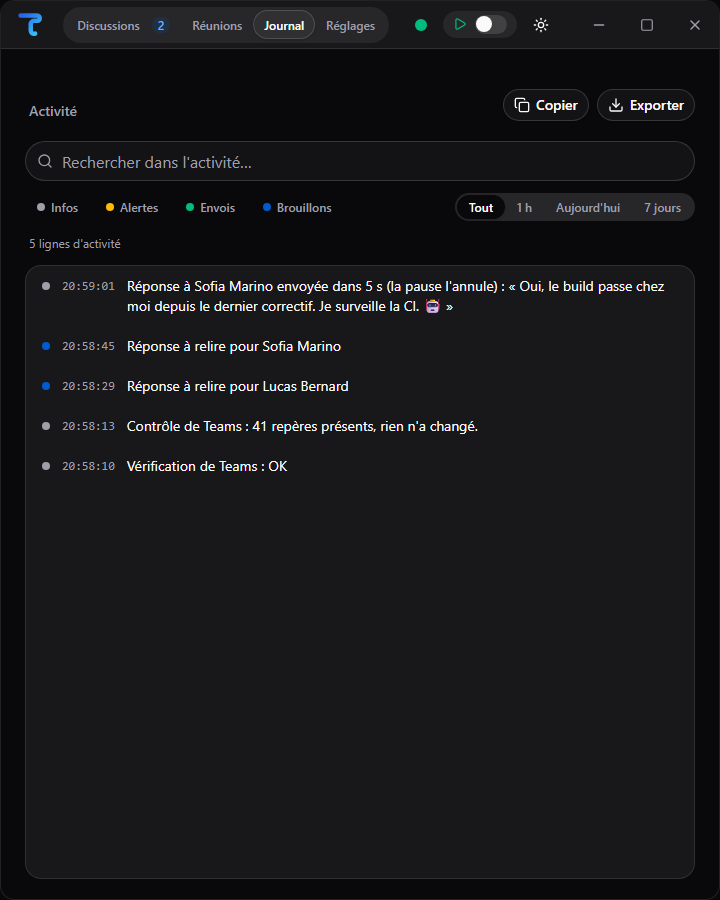 Discussions 2 Réunions Journal Réglages
Activité
Copier Exporter
Rechercher dans l'activité...
Infos Alertes Envois Brouillons Tout 1 h Aujourd'hui 7 jours
5 lignes d'activité
20:59:01 Réponse à Sofia Marino envoyée dans 5 s (la pause l'annule) : « Oui, le build passe chez
moi depuis le dernier correctif. Je surveille la CI. 🤖 »
20:58:45 Réponse à relire pour Sofia Marino
20:58:29 Réponse à relire pour Lucas Bernard
20:58:13 Contrôle de Teams : 41 repères présents, rien n'a changé.
20:58:10 Vérification de Teams : OK